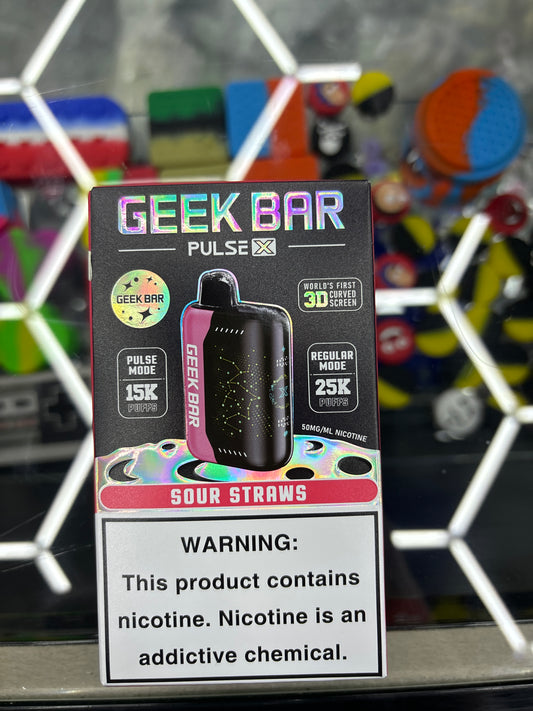 GEEK BAR
PULSE X
GEEK BAR
WORLD'S FIRST
3D CURVED
SCREEN
PULSE
MODE
15K
PUFFS
GEEK BAR
REGULAR
MODE
25K
PUFFS
50MG/ML NICOTINE
SOUR STRAWS
WARNING:
This product contains
nicotine. Nicotine is an
addictive chemical.